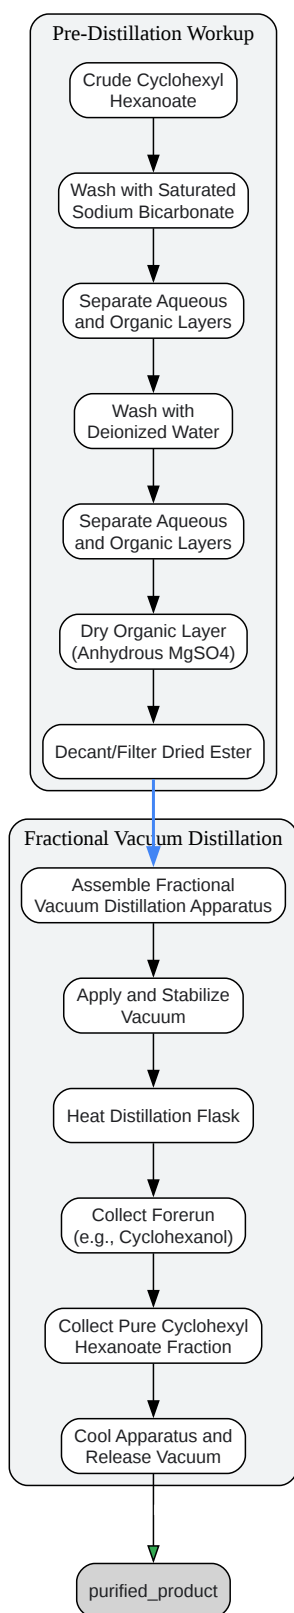 Pre-Distillation Workup
Crude Cyclohexyl
Hexanoate
Wash with Saturated
Sodium Bicarbonate
Separate Aqueous
and Organic Layers
Wash with
Deionized Water
Separate Aqueous
and Organic Layers
Dry Organic Layer
(Anhydrous MgSO4)
Decant/Filter Dried Ester
Fractional Vacuum Distillation
Assemble Fractional
Vacuum Distillation Apparatus
Apply and Stabilize
Vacuum
Heat Distillation Flask
Collect Forerun
(e.g., Cyclohexanol)
Collect Pure Cyclohexyl
Hexanoate Fraction
Cool Apparatus and
Release Vacuum
purified_product